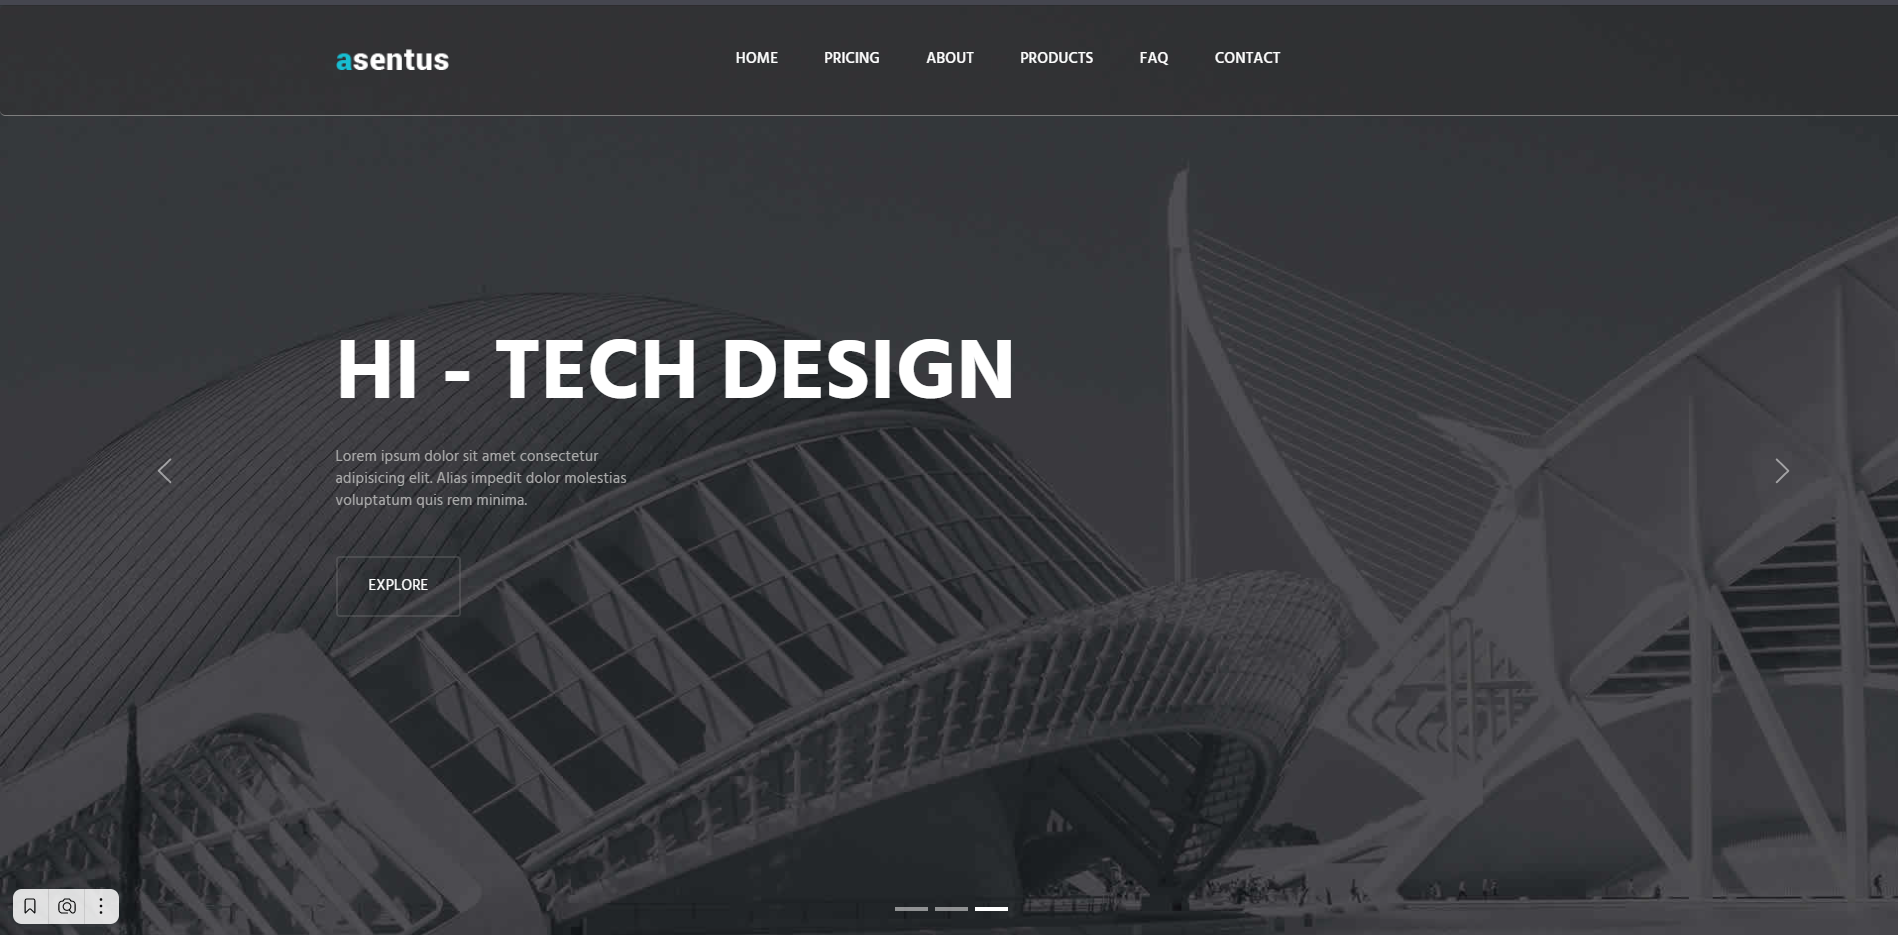 asentus
HOME PRICING ABOUT PRODUCTS FAQ CONTACT
HI - TECH DESIGN
Lorem ipsum dolor sit amet consectetur
adipisicing elit. Alias impedit dolor molestias
voluptatum quis rem minima.
EXPLORE